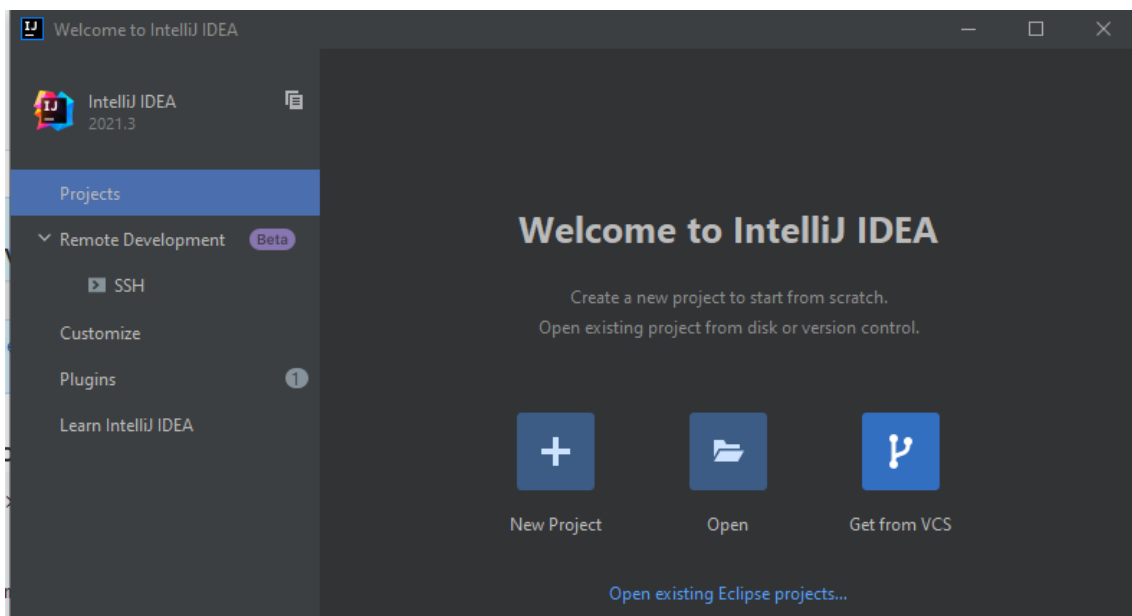 Welcome to IntelliJ IDEA
IJ
IntelliJ IDEA
2021.3
Projects
Remote Development Beta
SSH
Customize
Plugins 1
Learn IntelliJ IDEA
Welcome to IntelliJ IDEA
Create a new project to start from scratch.
Open existing project from disk or version control.
New Project
Open
Get from VCS
Open existing Eclipse projects...